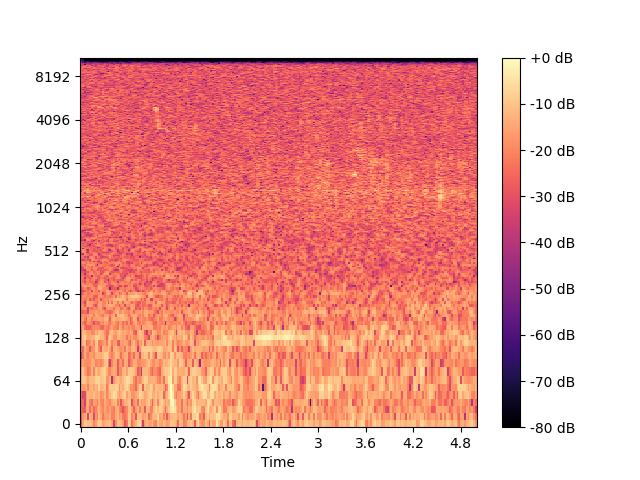 8192
4096
2048
1024
512
256
128
64
0
Hz
0 0.6 1.2 1.8 2.4 3 3.6 4.2 4.8
Time
+0 dB
-10 dB
-20 dB
-30 dB
-40 dB
-50 dB
-60 dB
-70 dB
-80 dB